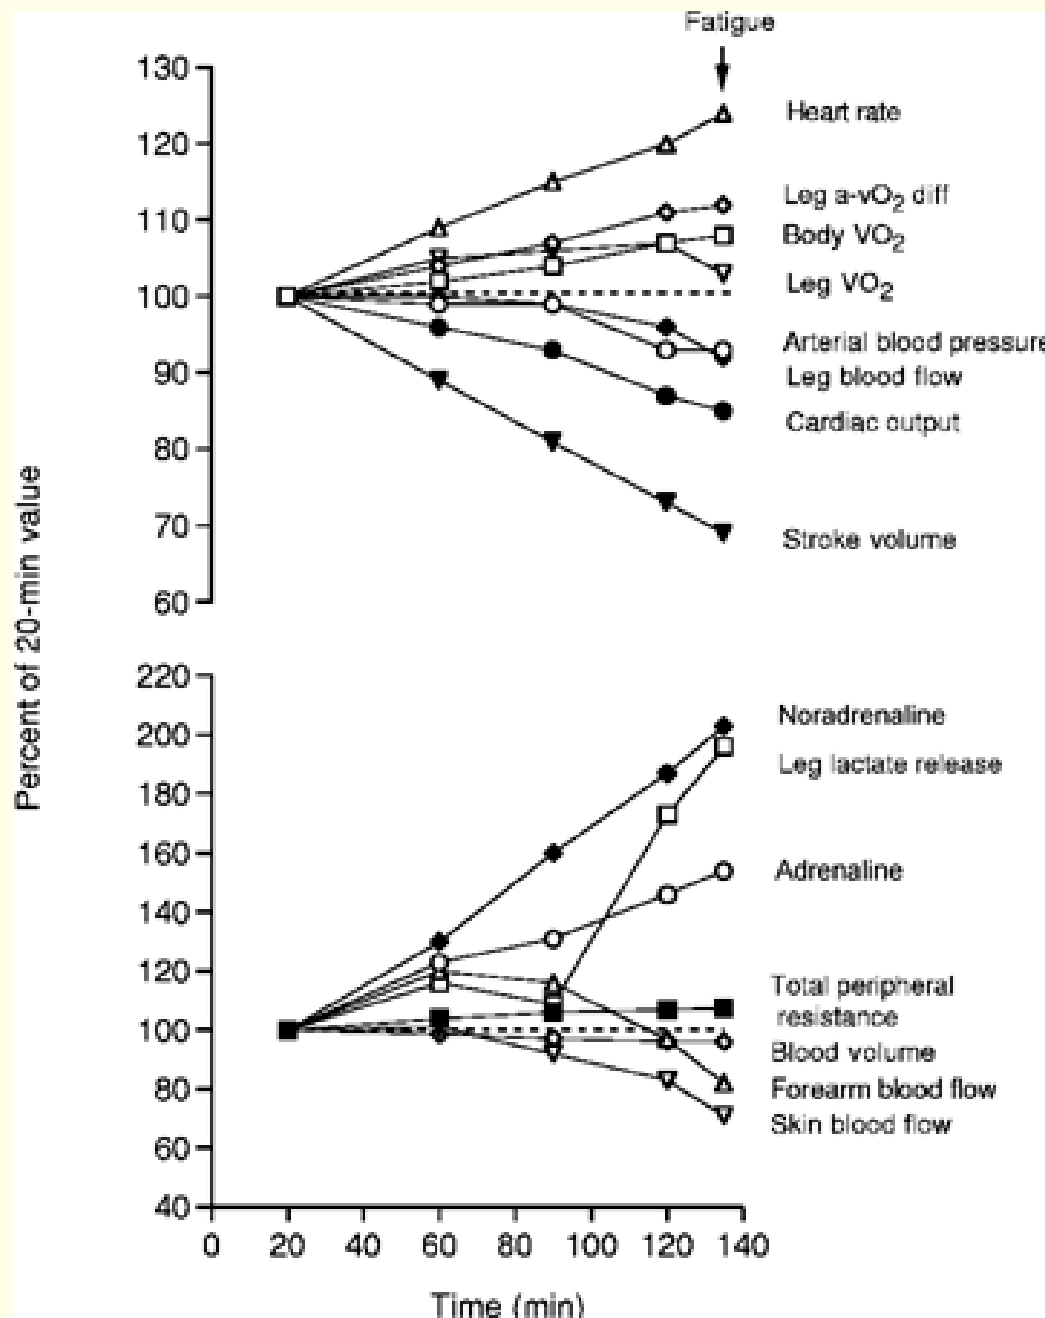 Fatigue
130
120
110
100
90
80
70
60
Heart rate
Leg a-vO₂ diff
Body VO₂
Leg VO₂
Arterial blood pressure
Leg blood flow
Cardiac output
Stroke volume
Percent of 20-min value
220
200
180
160
140
120
100
80
60
40
Noradrenaline
Leg lactate release
Adrenaline
Total peripheral
resistance
Blood volume
Forearm blood flow
Skin blood flow
0 20 40 60 80 100 120 140
Time (min)